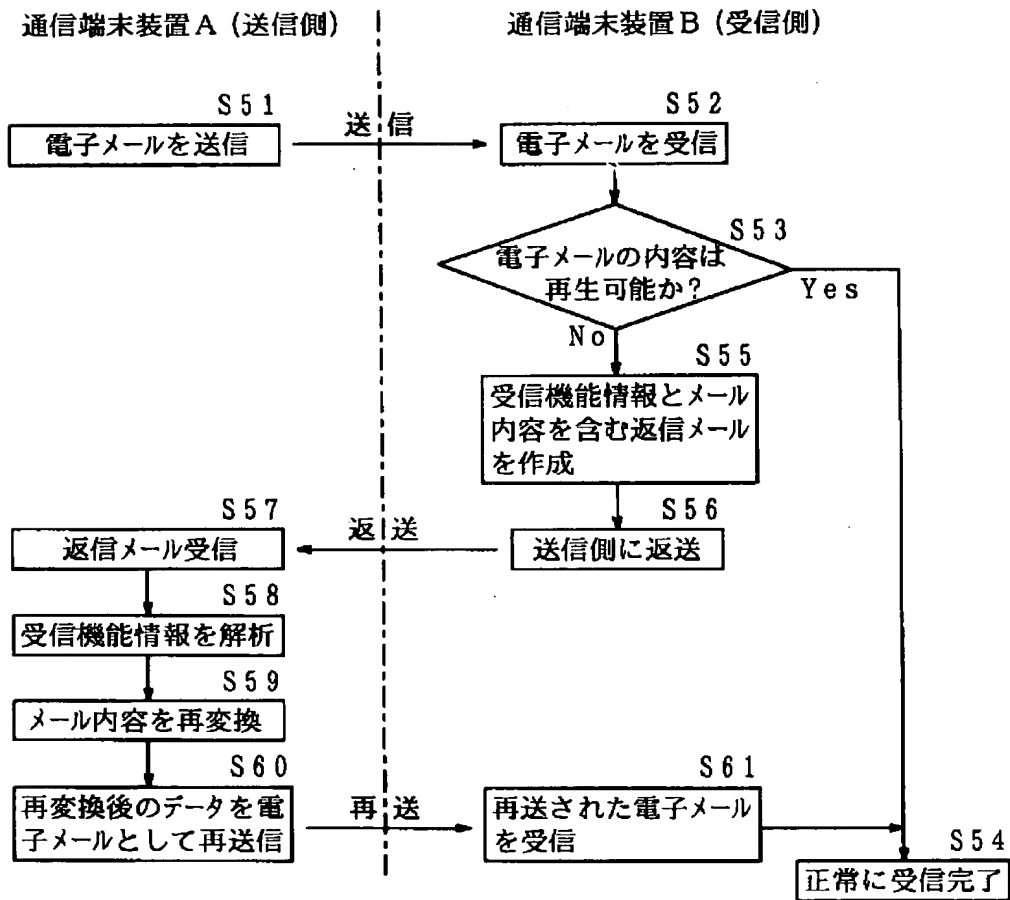 通信端末装置A（送信側）
通信端末装置B（受信側）
S51
電子メールを送信
送信
S52
電子メールを受信
S53
電子メールの内容は
再生可能か？
Yes
No
S55
受信機能情報とメール
内容を含む返信メール
を作成
S56
送信側に返送
返送
S57
返信メール受信
S58
受信機能情報を解析
S59
メール内容を再変換
S60
再変換後のデータを電
子メールとして再送信
再送
S61
再送された電子メール
を受信
S54
正常に受信完了